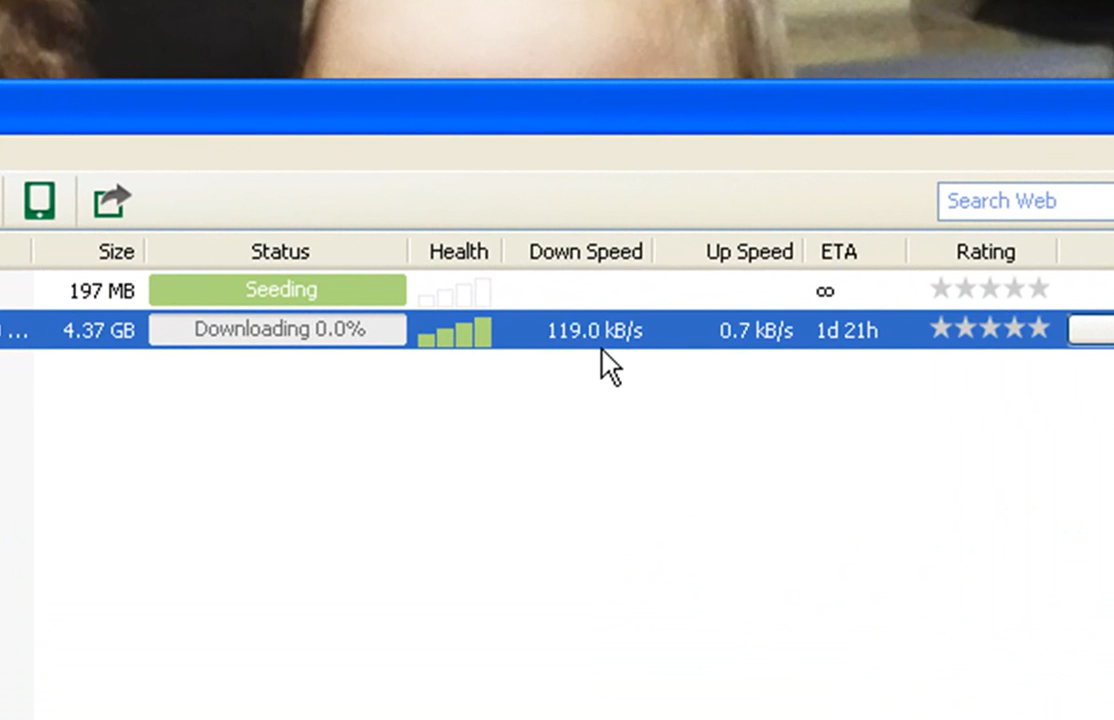 Search Web
Size Status Health Down Speed Up Speed ETA Rating
197 MB Seeding ∞
... 4.37 GB Downloading 0.0% 119.0 kB/s 0.7 kB/s 1d 21h